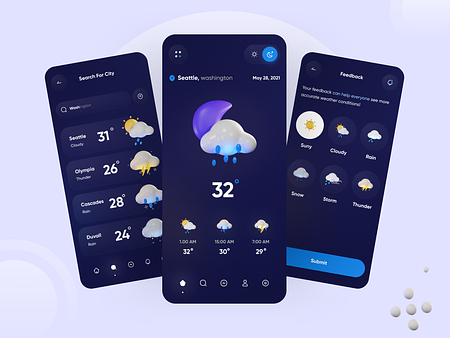 Search For City
Washington
Seattle
Cloudy
31°
Olympia
Thunder
26°
Cascades
Rain
28°
Duvall
Rain
24°
Seattle, washington
May 28, 2021
32°
1.00 AM
15:00 AM
7:00 AM
32°
30°
29°
Feedback
Your feedback can help everyone see more
accurate weather conditions!
Suny
Cloudy
Rain
Snow
Storm
Thunder
Submit